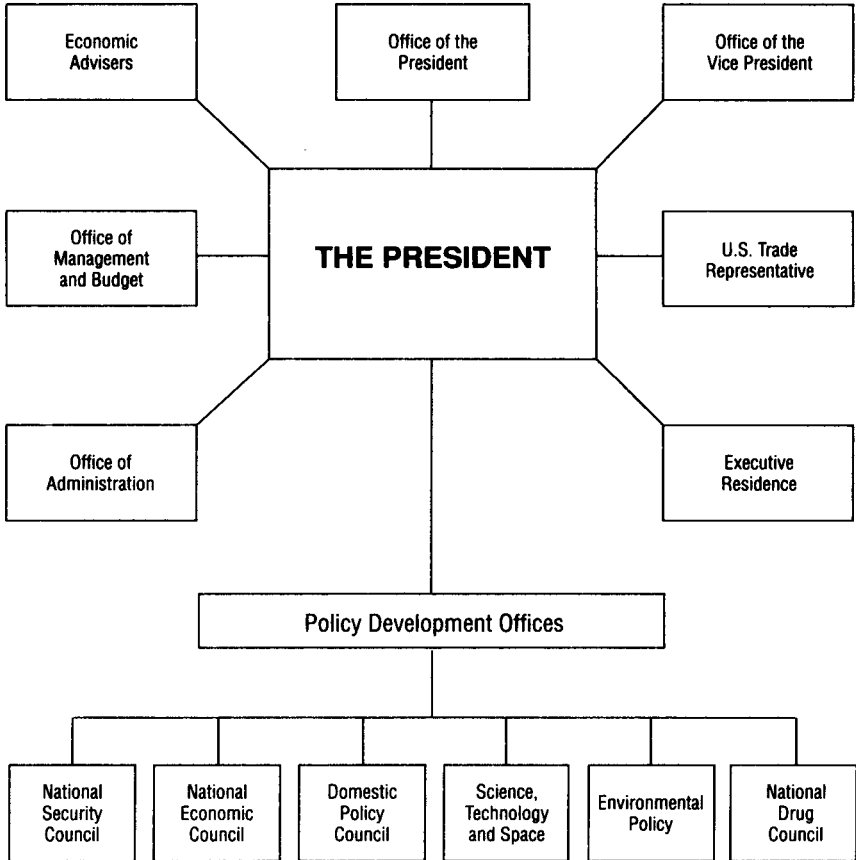 Economic
Advisers
Office of the
President
Office of the
Vice President
Office of
Management
and Budget
THE PRESIDENT
U.S. Trade
Representative
Office of
Administration
Executive
Residence
Policy Development Offices
National
Security
Council
National
Economic
Council
Domestic
Policy
Council
Science,
Technology
and Space
Environmental
Policy
National
Drug
Council